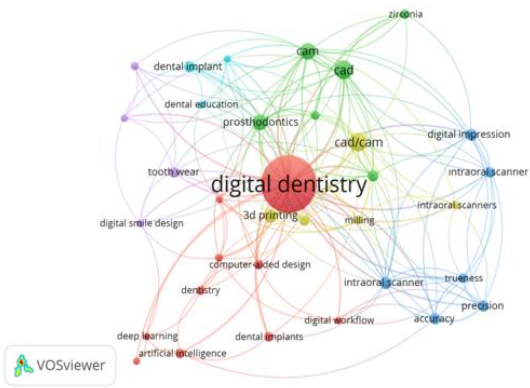 zirconia
cam
dental implant
cad
dental education
prosthodontics
digital impression
cad/cam
tooth wear
intraoral scanner
digital dentistry
intraoral scanners
3d printing
milling
digital smile design
computer-aided design
trueness
intraoral scanner
dentistry
precision
digital workflow
accuracy
deep learning
dental implants
artificial intelligence
VOSviewer